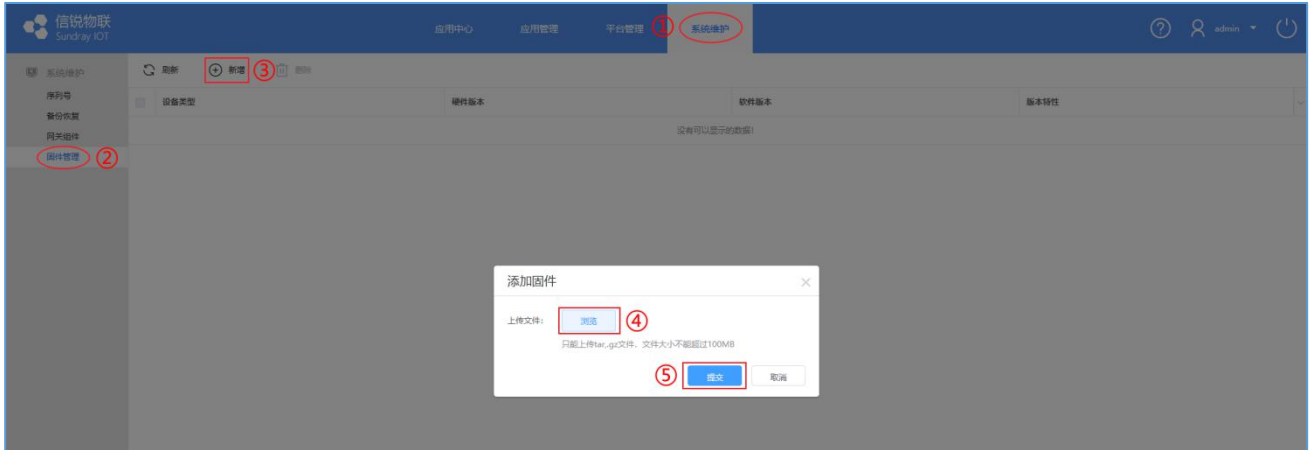 信锐物联
Sundray IOT
应用中心 应用管理 平台管理 ① 系统维护
? admin
系统维护
刷新 新增 ③ 删除
序列号
备份恢复
网关组件
固件管理 ②
设备类型 硬件版本 软件版本 版本特性
没有可以显示的数据!
添加固件
上传文件: 浏览 ④
只能上传tar,.gz文件、文件大小不能超过100MB
⑤ 提交 取消